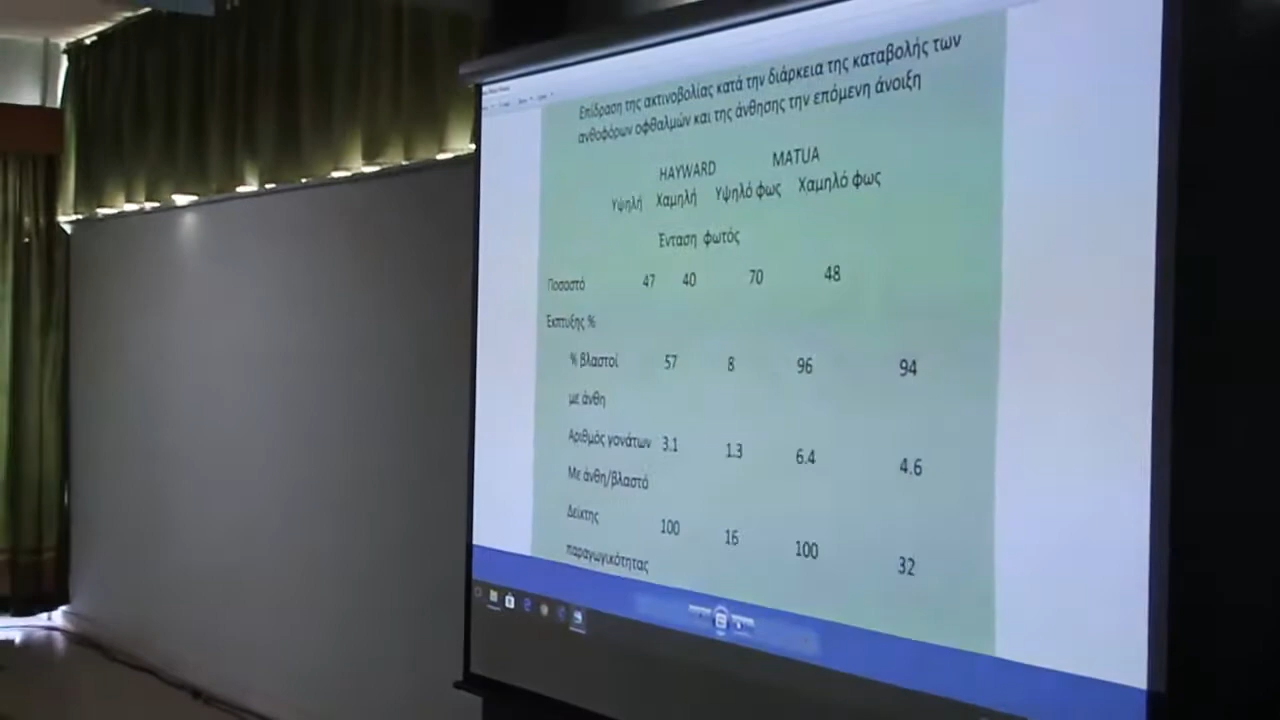 Επίδραση της ακτινοβολίας κατά την διάρκεια της καταβολής των
ανθοφόρων οφθαλμών και της άνθησης την επόμενη άνοιξη
HAYWARD MATUA
Υψηλή Χαμηλή Υψηλό φως Χαμηλό φως
Ένταση φωτός
Ποσοστό 47 40 70 48
Έκπτυξης %
% βλαστοί 57 8 96 94
με άνθη
Αριθμός γονάτων 3.1 1.3 6.4 4.6
Με άνθη/βλαστό
Δείκτης 100 16 100 32
παραγωγικότητας